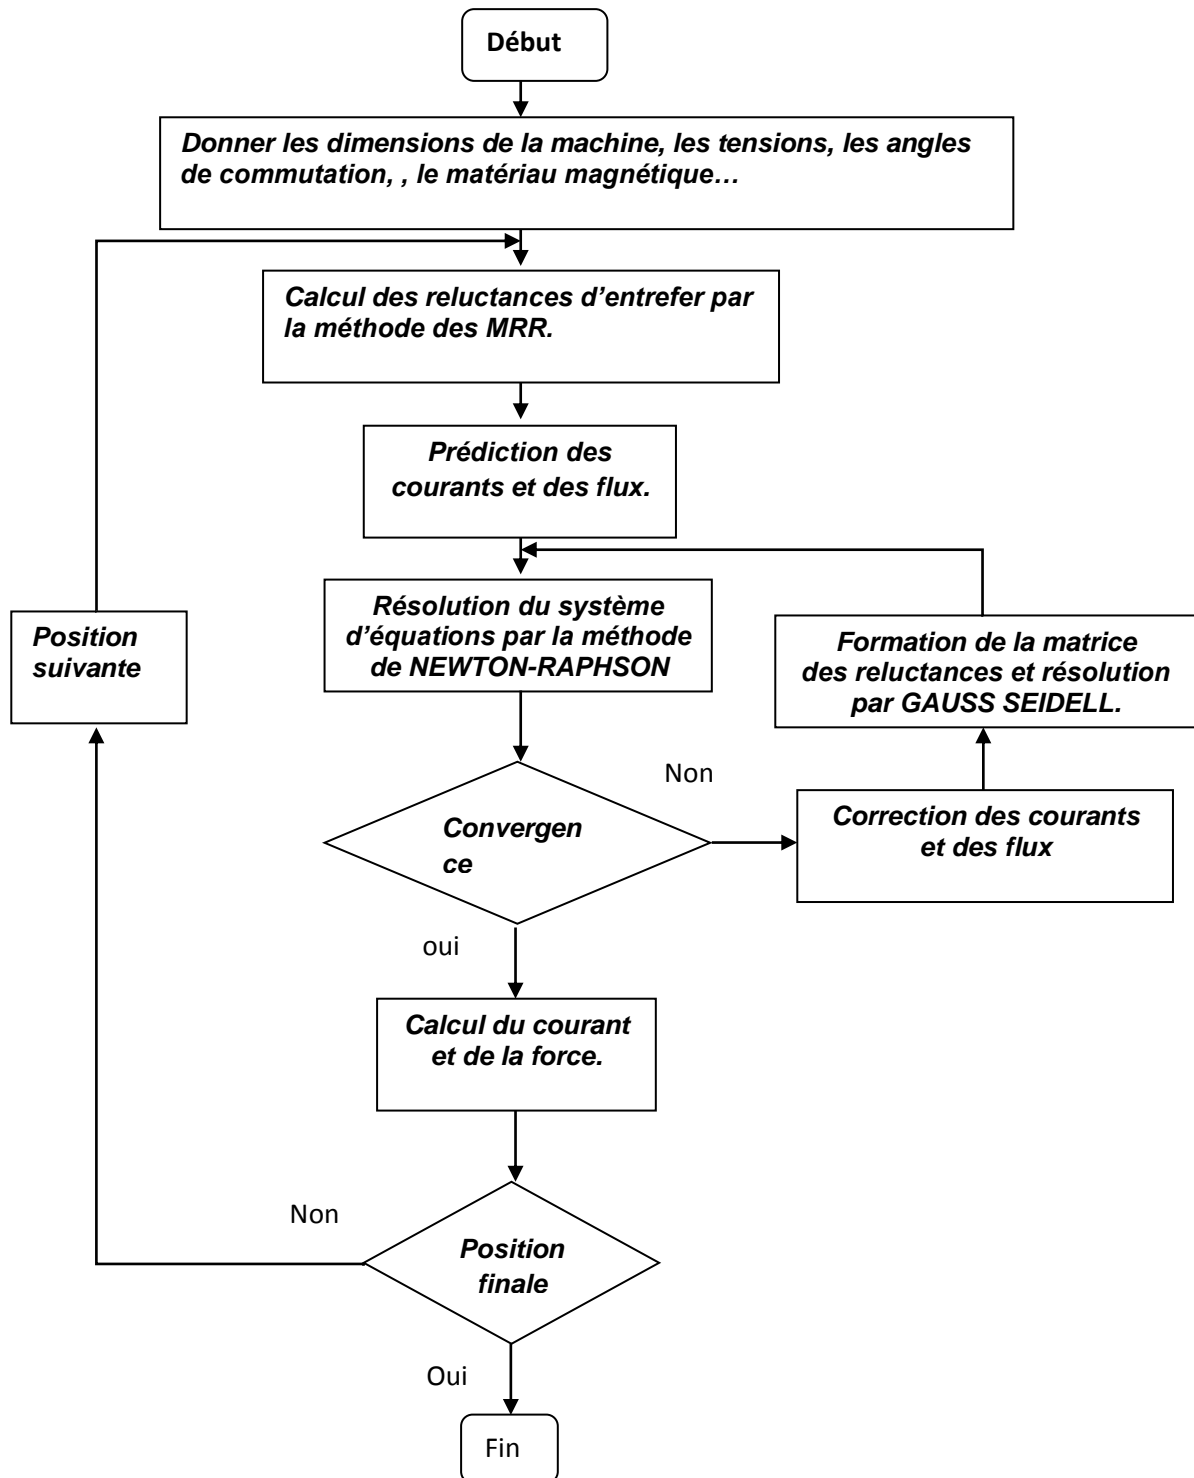 Début
Donner les dimensions de la machine, les tensions, les angles
de commutation, , le matériau magnétique…
Calcul des reluctances d'entrefer par
la méthode des MRR.
Prédiction des
courants et des flux.
Résolution du système
d'équations par la méthode
de NEWTON-RAPHSON
Position
suivante
Formation de la matrice
des reluctances et résolution
par GAUSS SEIDELL.
Non
Convergen
ce
Correction des courants
et des flux
oui
Calcul du courant
et de la force.
Non
Position
finale
Oui
Fin